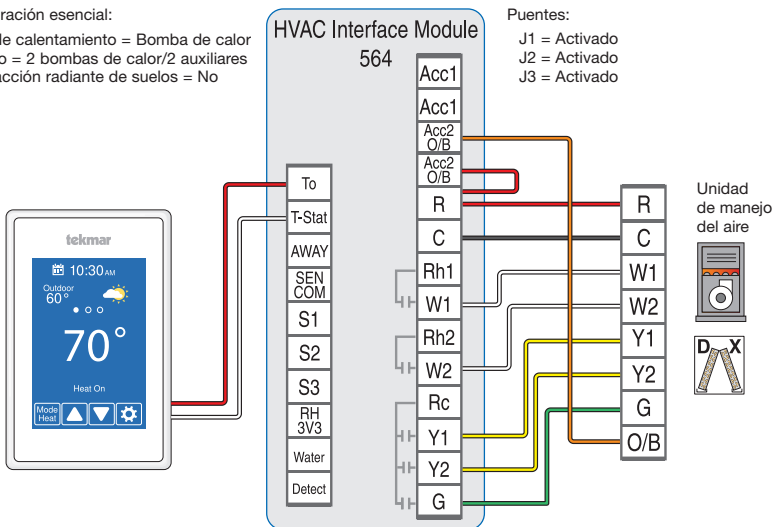 ración esencial:
de calentamiento = Bomba de calor
o = 2 bombas de calor/2 auxiliares
acción radiante de suelos = No
HVAC Interface Module
564
Puentes:
J1 = Activado
J2 = Activado
J3 = Activado
Acc1
Acc1
Acc2
O/B
Acc2
O/B
R
C
Rh1
W1
Rh2
W2
Rc
Y1
Y2
G
To
T-Stat
AWAY
SEN
COM
S1
S2
S3
RH
3V3
Water
Detect
tekmar
10:30 AM
Outdoor
60°
70°
Heat On
Mode
Heat
R
C
W1
W2
Y1
Y2
G
O/B
Unidad
de manejo
del aire
D X